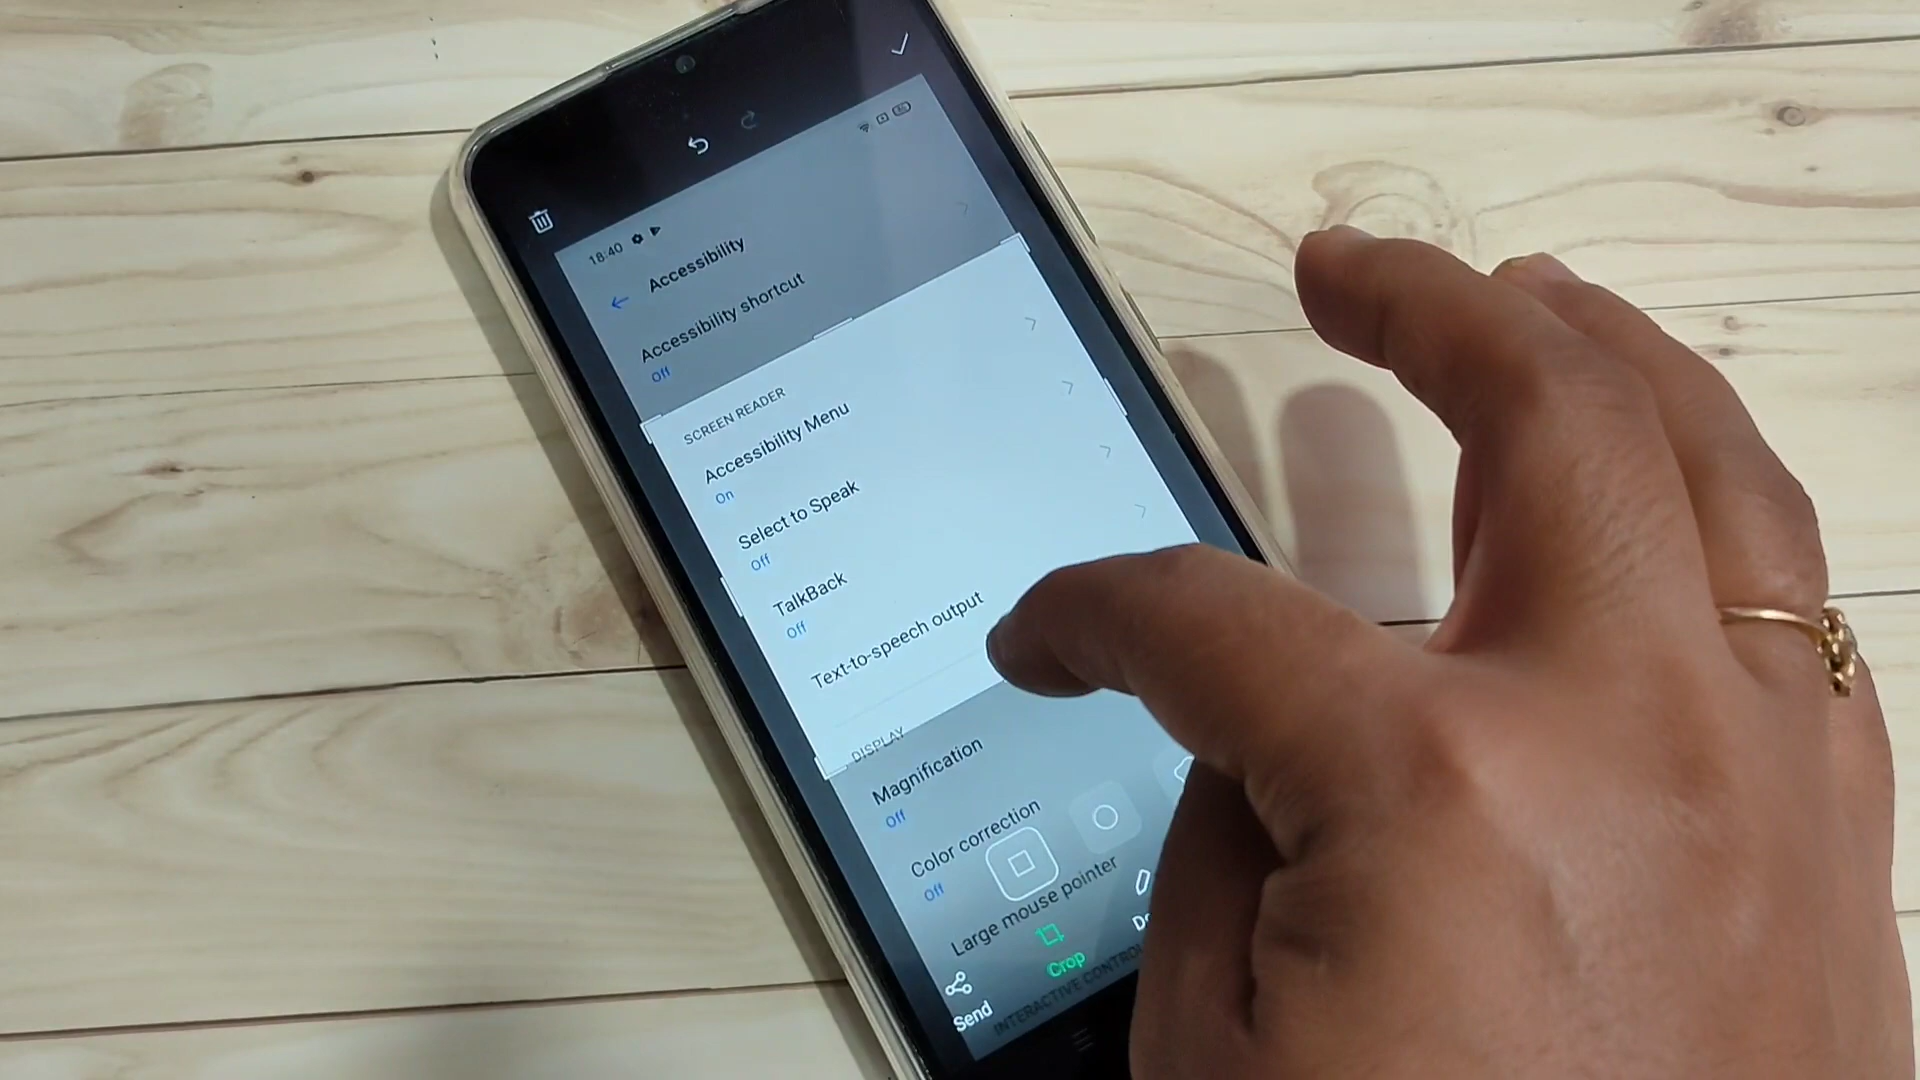 18:40
Accessibility
Accessibility shortcut
Off
SCREEN READER
Accessibility Menu
On
Select to Speak
Off
TalkBack
Off
Text-to-speech output
DISPLAY
Magnification
Off
Color correction
Off
Large mouse pointer
INTERACTIVE
Send
Crop